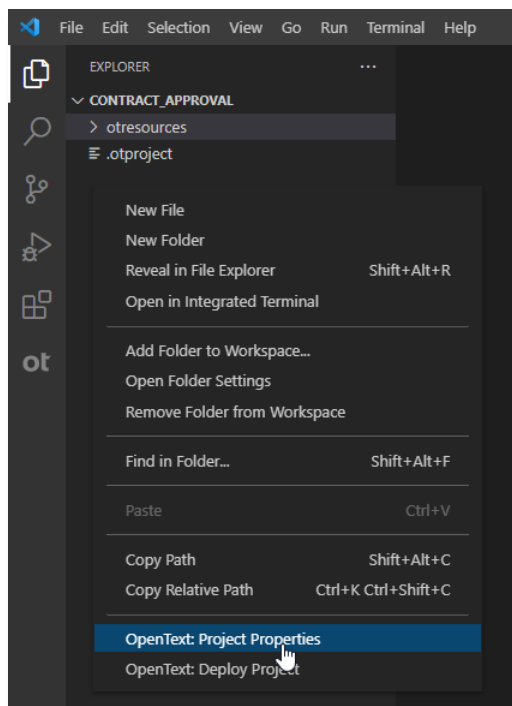 File Edit Selection View Go Run Terminal Help
EXPLORER ...
CONTRACT_APPROVAL
otresources
.otproject
New File
New Folder
Reveal in File Explorer Shift+Alt+R
Open in Integrated Terminal
ot
Add Folder to Workspace...
Open Folder Settings
Remove Folder from Workspace
Find in Folder... Shift+Alt+F
Paste Ctrl+V
Copy Path Shift+Alt+C
Copy Relative Path Ctrl+K Ctrl+Shift+C
OpenText: Project Properties
OpenText: Deploy Project